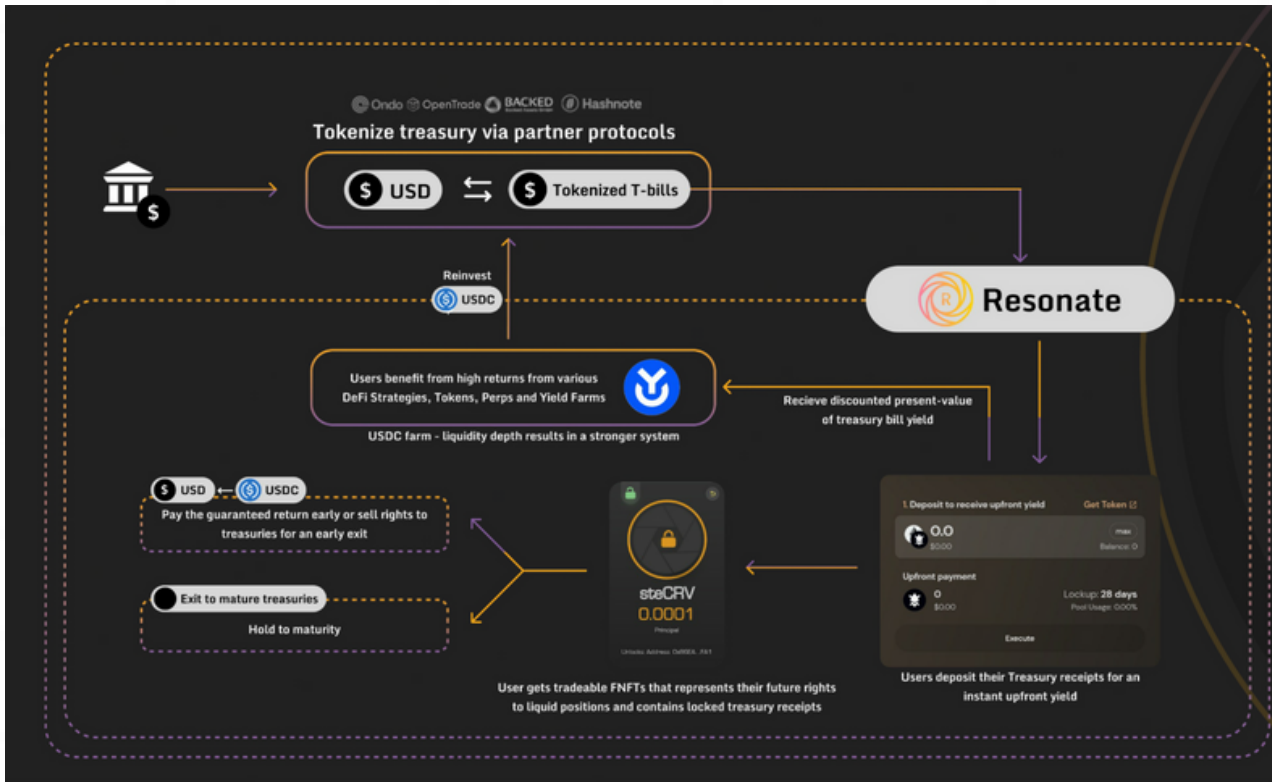 Ondo OpenTrade BACKED Hashnote
Tokenize treasury via partner protocols
$ USD
$ Tokenized T-bills
$
Reinvest
$ USDC
R Resonate
Users benefit from high returns from various
DeFi Strategies, Tokens, Perps and Yield Farms
USDC farm - liquidity depth results in a stronger system
Recieve discounted present-value
of treasury bill yield
$ USD
$ USDC
Pay the guaranteed return early or sell rights to
treasuries for an early exit
Exit to mature treasuries
Hold to maturity
steCRV
0.0001
Principal
User gets tradeable FNFTs that represents their future rights
to liquid positions and contains locked treasury receipts
1. Deposit to receive upfront yield
Get Token
0.0
max
$0.00
Balance: 0
Upfront payment
0
Lockup: 28 days
$0.00
Pool Usage: 0.00%
Execute
Users deposit their Treasury receipts for an
instant upfront yield